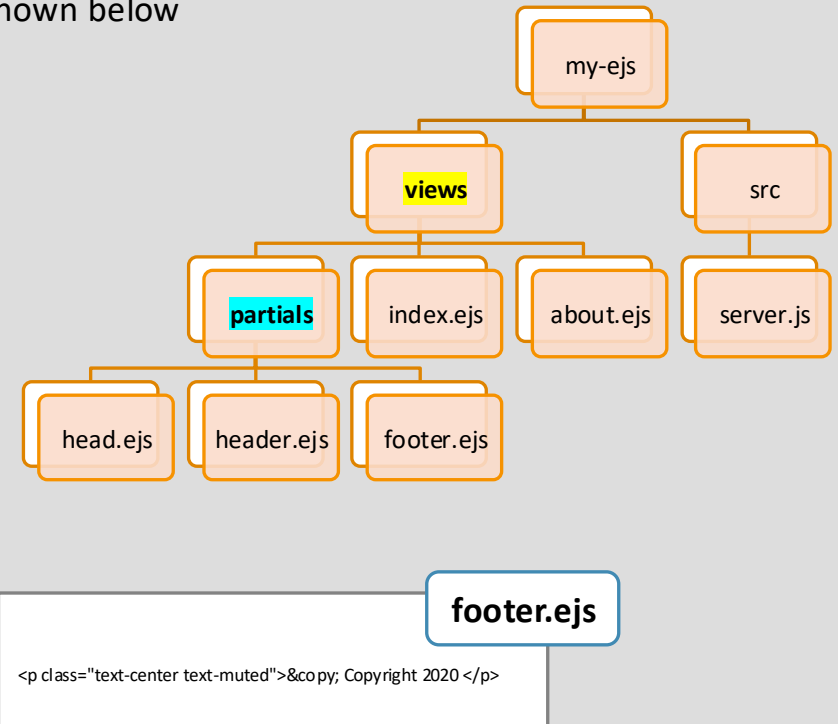 shown below
my-ejs
views
src
partials
index.ejs
about.ejs
server.js
head.ejs
header.ejs
footer.ejs
footer.ejs
<p class="text-center text-muted">&copy; Copyright 2020 </p>